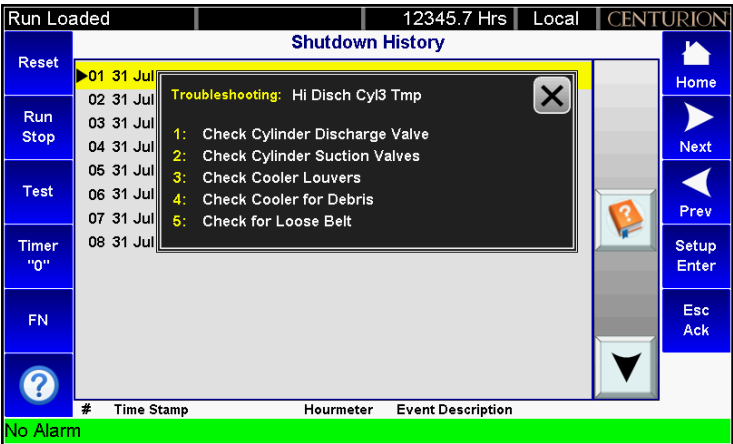 Run Loaded 12345.7 Hrs Local CENTURION
Shutdown History
Reset
Run
Stop
Test
Timer
"0"
FN
01 31 Jul
02 31 Jul
03 31 Jul
04 31 Jul
05 31 Jul
06 31 Jul
07 31 Jul
08 31 Jul
Troubleshooting: Hi Disch Cyl3 Tmp
1: Check Cylinder Discharge Valve
2: Check Cylinder Suction Valves
3: Check Cooler Louvers
4: Check Cooler for Debris
5: Check for Loose Belt
# Time Stamp Hourmeter Event Description
Home
Next
Prev
Setup
Enter
Esc
Ack
No Alarm